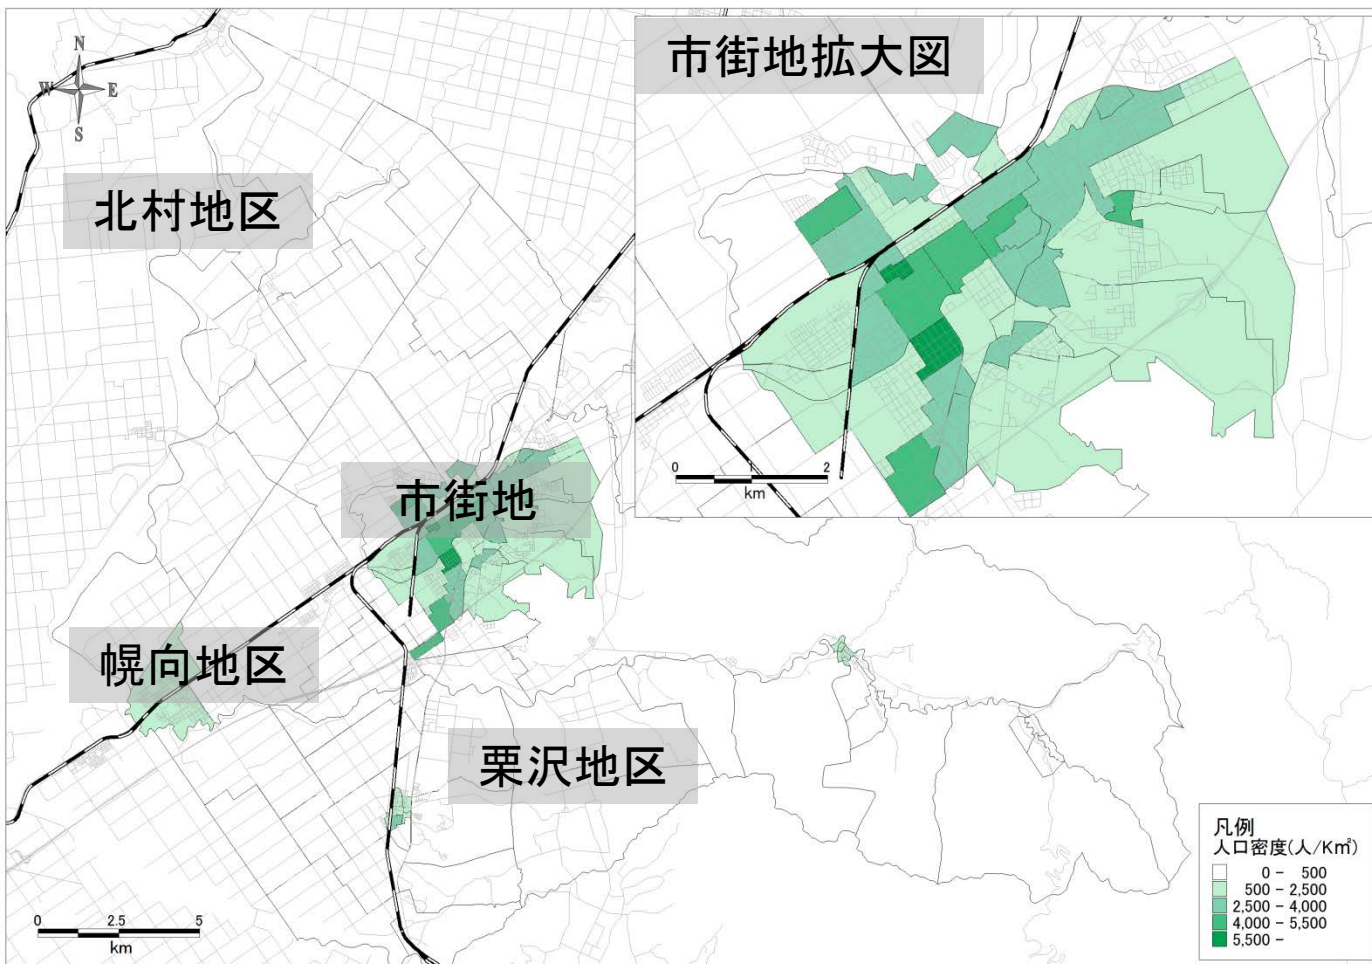 市街地拡大図
N
W
E
S
北村地区
0 1 2
km
市街地
幌向地区
栗沢地区
凡例
人口密度(人/K㎡)
0 - 500
500 - 2,500
2,500 - 4,000
4,000 - 5,500
5,500 -
0 2.5 5
km